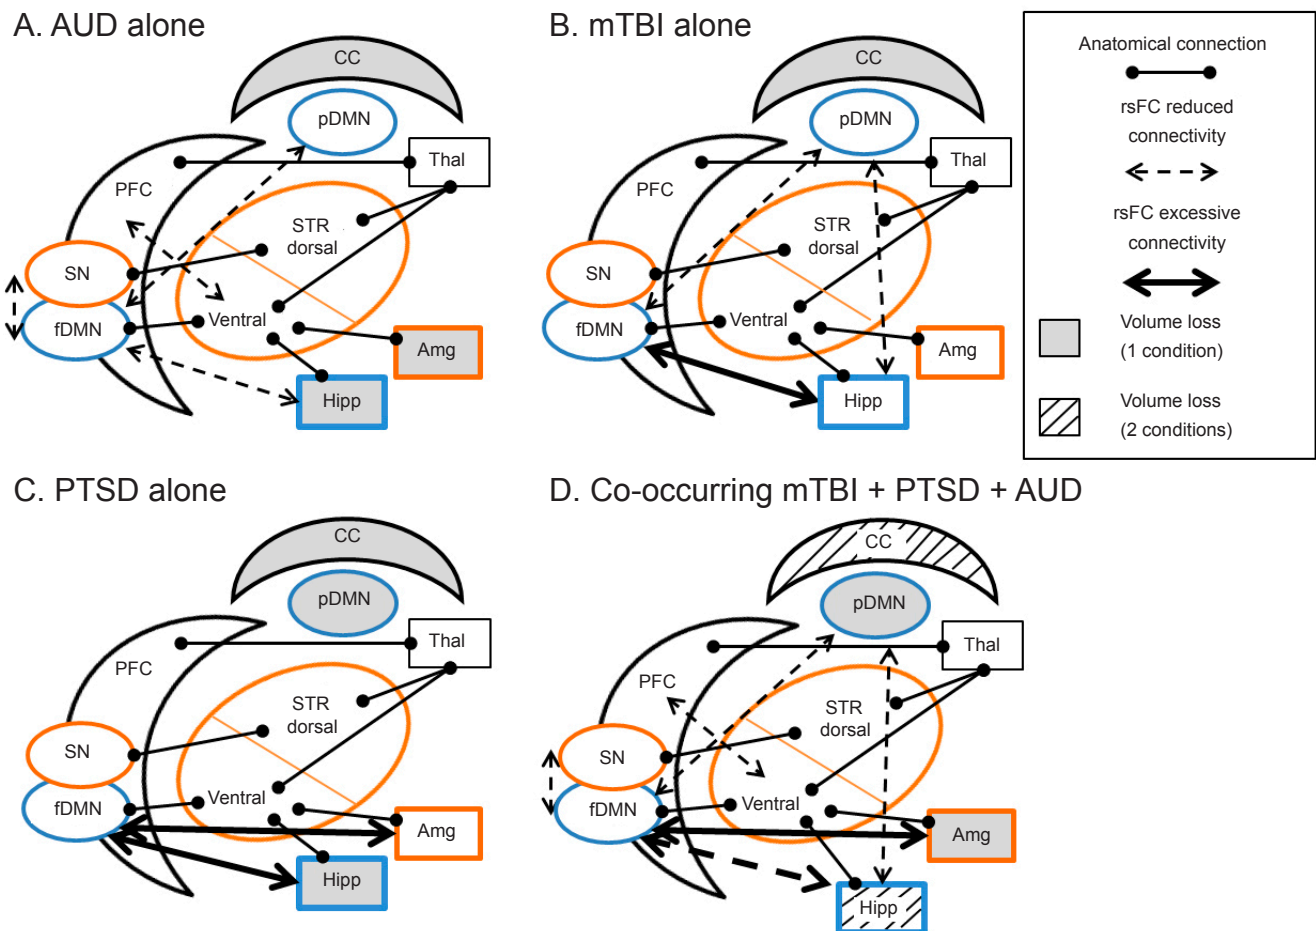 A. AUD alone
CC
pDMN
Thal
PFC
STR
dorsal
SN
fDMN
Ventral
Amg
Hipp
B. mTBI alone
CC
pDMN
Thal
PFC
STR
dorsal
SN
fDMN
Ventral
Amg
Hipp
Anatomical connection
rsFC reduced
connectivity
rsFC excessive
connectivity
Volume loss
(1 condition)
Volume loss
(2 conditions)
C. PTSD alone
CC
pDMN
Thal
PFC
STR
dorsal
SN
fDMN
Ventral
Amg
Hipp
D. Co-occurring mTBI + PTSD + AUD
CC
pDMN
Thal
PFC
STR
dorsal
SN
fDMN
Ventral
Amg
Hipp